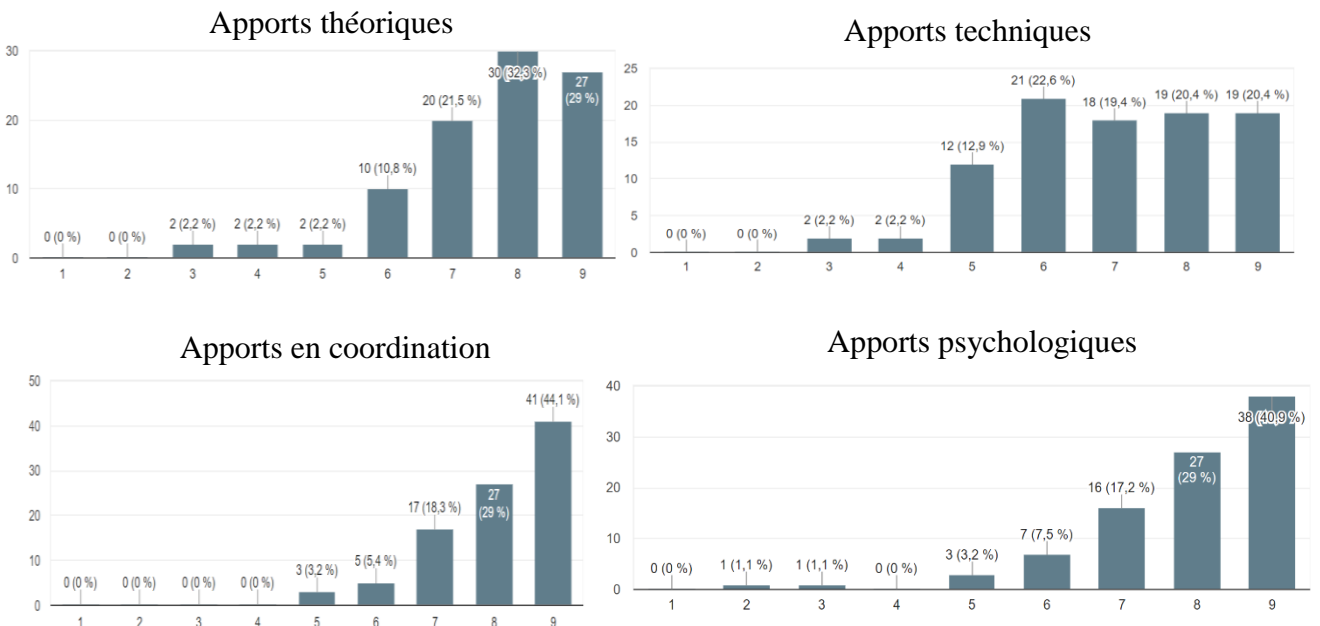 Apports théoriques
30
20
10
0
0 (0 %)
0 (0 %)
2 (2,2 %)
2 (2,2 %)
2 (2,2 %)
10 (10,8 %)
20 (21,5 %)
30 (32,3 %)
27
(29 %)
1 2 3 4 5 6 7 8 9
Apports techniques
25
20
15
10
5
0
0 (0 %)
0 (0 %)
2 (2,2 %)
2 (2,2 %)
12 (12,9 %)
21 (22,6 %)
18 (19,4 %)
19 (20,4 %)
19 (20,4 %)
1 2 3 4 5 6 7 8 9
Apports en coordination
50
40
30
20
10
0
0 (0 %)
0 (0 %)
0 (0 %)
0 (0 %)
3 (3,2 %)
5 (5,4 %)
17 (18,3 %)
27
(29 %)
41 (44,1 %)
1 2 3 4 5 6 7 8 9
Apports psychologiques
40
30
20
10
0
0 (0 %)
1 (1,1 %)
1 (1,1 %)
0 (0 %)
3 (3,2 %)
7 (7,5 %)
16 (17,2 %)
27
(29 %)
38 (40,9 %)
1 2 3 4 5 6 7 8 9